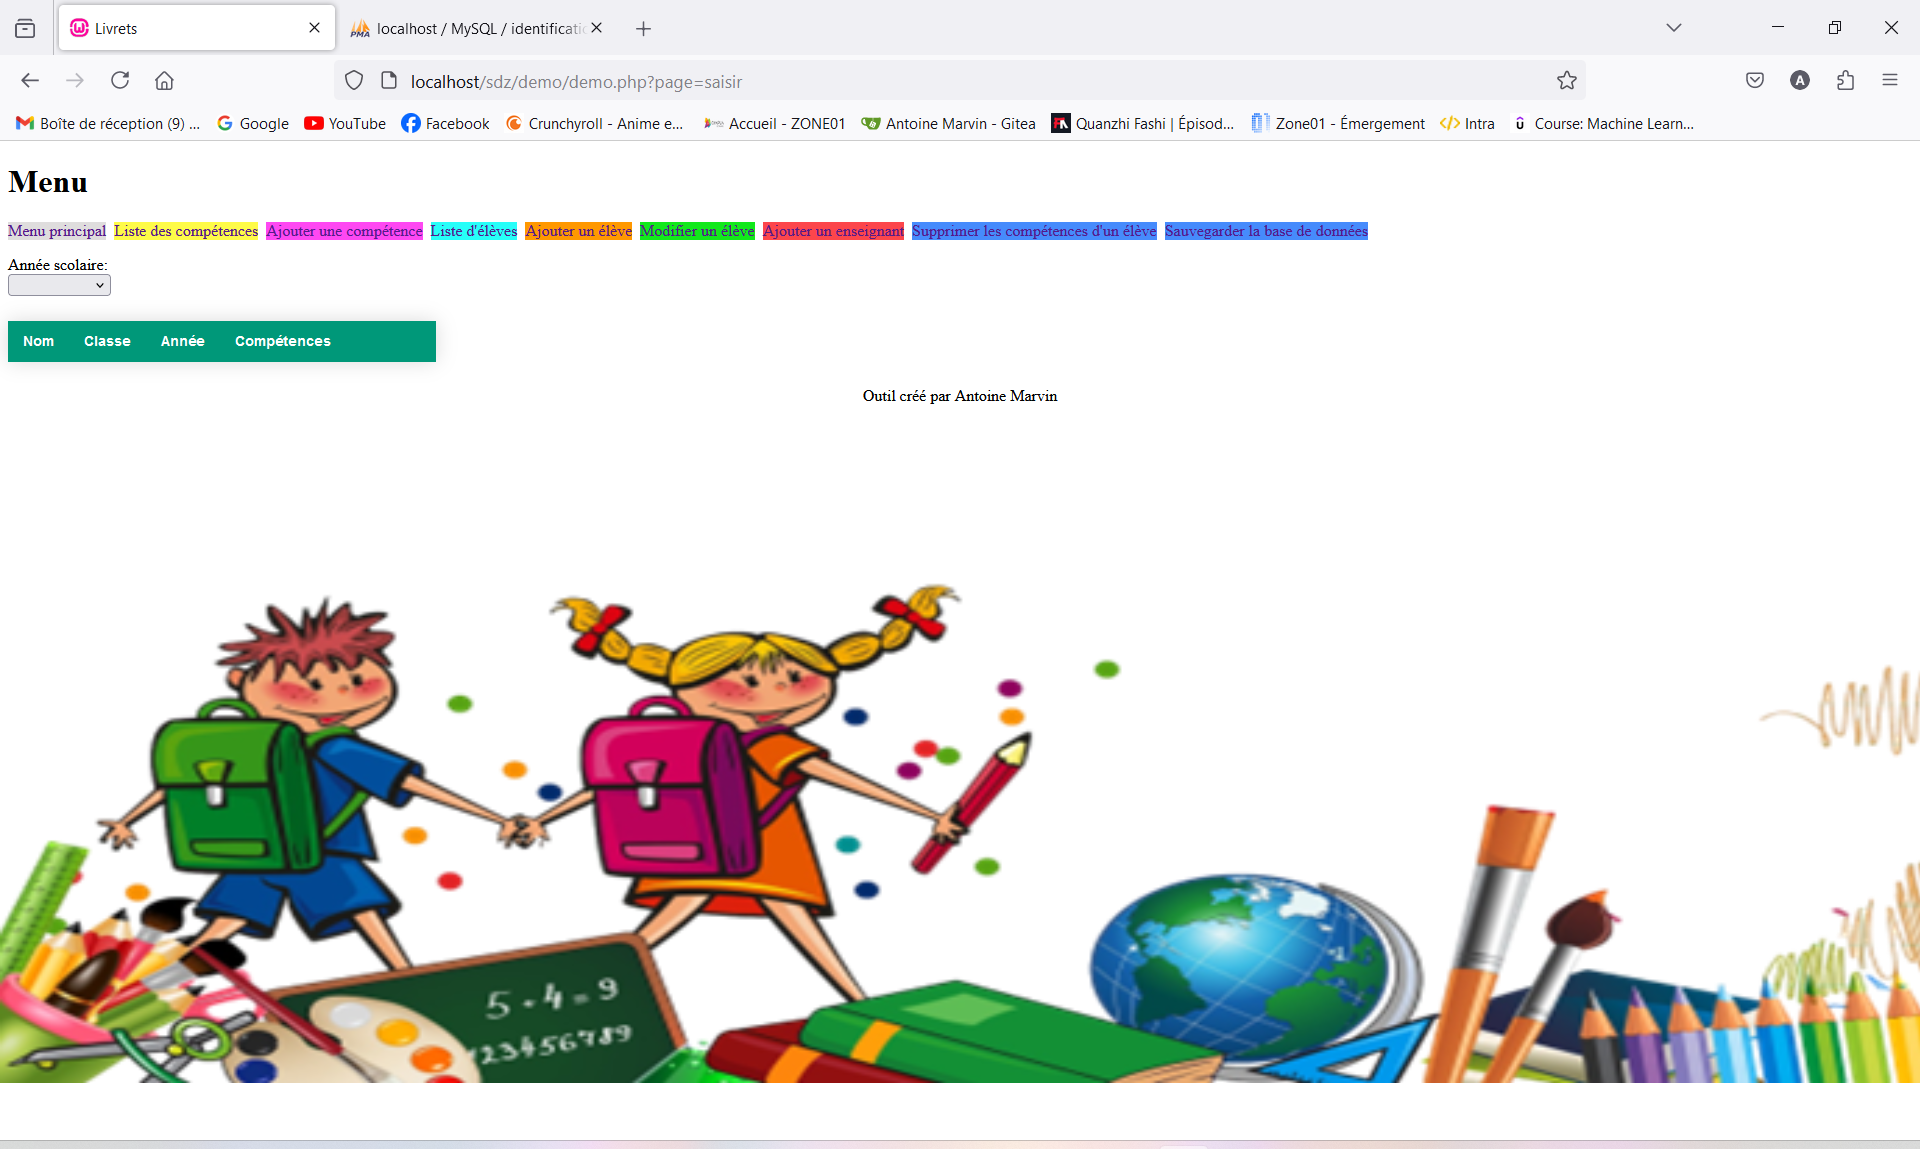 Livrets
localhost / MySQL / identificatio
localhost/sdz/demo/demo.php?page=saisir
A
Boîte de réception (9) ... Google YouTube Facebook Crunchyroll - Anime e... Accueil - ZONE01 Antoine Marvin - Gitea Quanzhi Fashi | Épisod... Zone01 - Émergement Intra Course: Machine Learn...
Menu
Menu principal Liste des compétences Ajouter une compétence Liste d'élèves Ajouter un élève Modifier un élève Ajouter un enseignant Supprimer les compétences d'un élève Sauvegarder la base de données
Année scolaire:
Nom Classe Année Compétences
Outil créé par Antoine Marvin
5 + 4 = 9
123456789